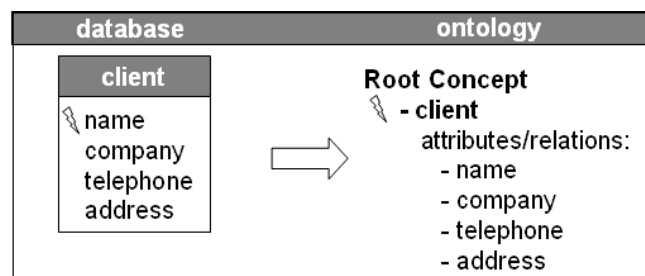 database
ontology
client
name
company
telephone
address
Root Concept
- client
attributes/relations:
- name
- company
- telephone
- address